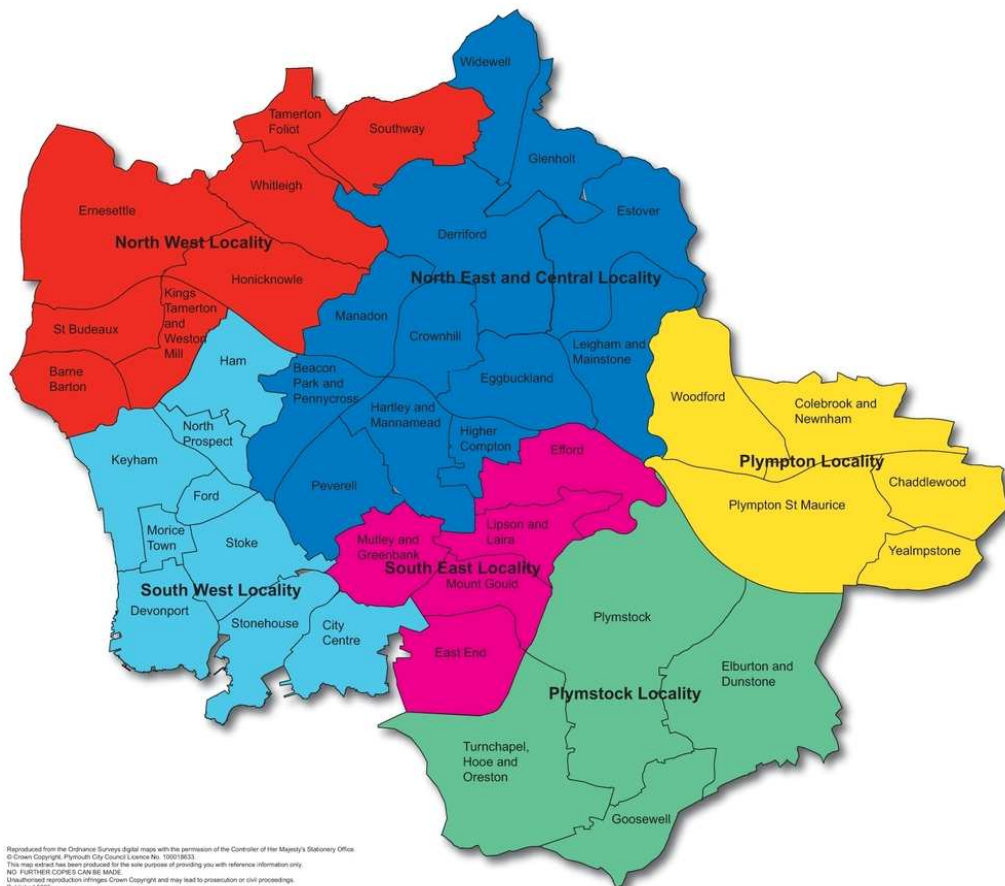 Widewell
Tamerton
Foliot
Southway
Glenholt
Whitleigh
Ernesettle
Estover
Derriford
North West Locality
Honicknowle
North East and Central Locality
Kings
Tamerton
and
Weston
Mill
St Budeaux
Manadon
Crownhill
Leigham and
Mainstone
Ham
Barne
Barton
Beacon
Park and
Pennycross
Eggbuckland
Woodford
Colebrook and
Newnham
Hartley and
Mannamead
North
Prospect
Higher
Compton
Efford
Keyham
Plympton Locality
Chaddlewood
Peverell
Ford
Plympton St Maurice
Morice
Town
Stoke
Mutley and
Greenbank
Lipson and
Laira
Yealmpstone
South East Locality
Mount Gould
South West Locality
Devonport
Stonehouse
City
Centre
Plymstock
East End
Elburton and
Dunstone
Plymstock Locality
Turnchapel,
Hooe and
Oreston
Goosewell
Reproduced from the Ordnance Surveys digital maps with the permission of the Controller of Her Majesty's Stationery Office.
© Crown Copyright. Plymouth City Council Licence No. 100018633.
This map extract has been produced for the sole purpose of providing you with reference information only.
NO FURTHER COPIES CAN BE MADE.
Unauthorised reproduction infringes Crown Copyright and may lead to prosecution or civil proceedings.